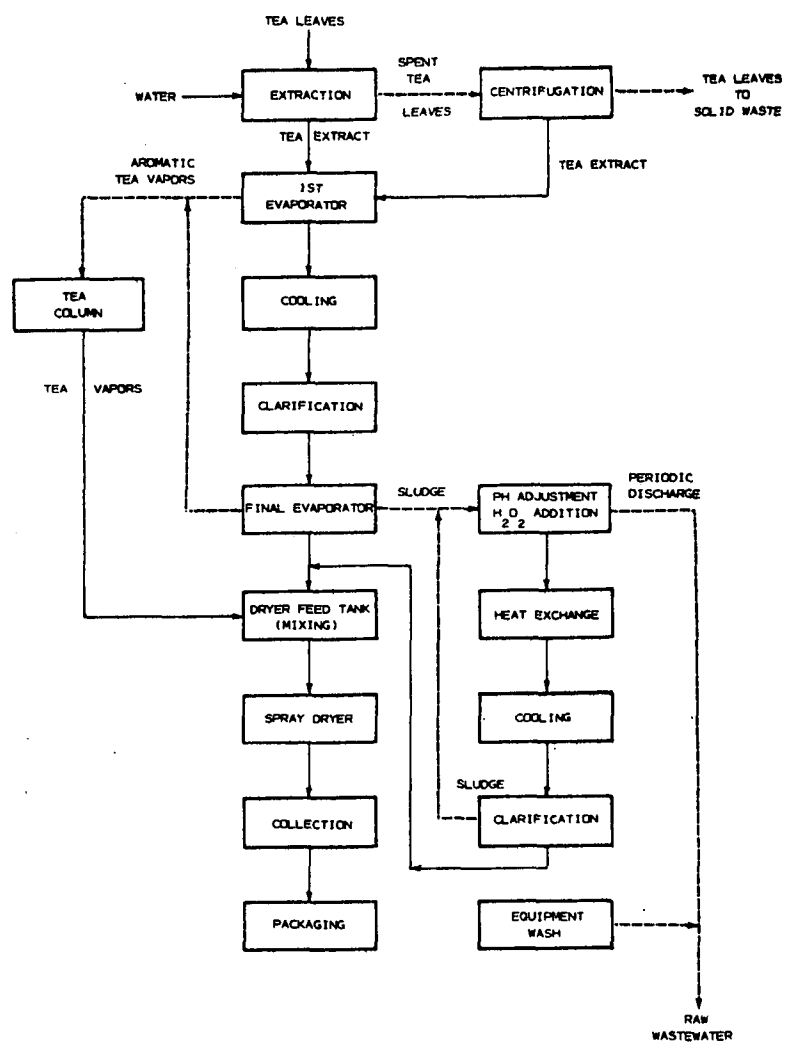 TEA LEAVES
WATER
EXTRACTION
SPENT
TEA
LEAVES
CENTRIFUGATION
TEA LEAVES
TO
SOLID WASTE
TEA EXTRACT
TEA EXTRACT
AROMATIC
TEA VAPORS
1ST
EVAPORATOR
TEA
COLUMN
COOLING
TEA VAPORS
CLARIFICATION
FINAL EVAPORATOR
SLUDGE
PH ADJUSTMENT
H2O2 ADDITION
PERIODIC
DISCHARGE
DRYER FEED TANK
(MIXING)
HEAT EXCHANGE
SPRAY DRYER
COOLING
SLUDGE
COLLECTION
CLARIFICATION
PACKAGING
EQUIPMENT
WASH
RAW
WASTEWATER